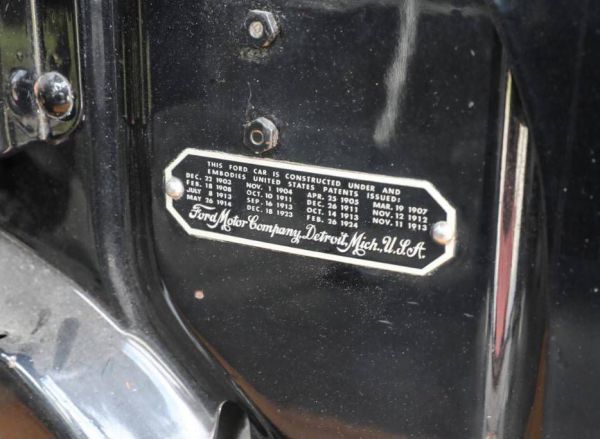 THIS FORD CAR IS CONSTRUCTED UNDER AND
EMBODIES UNITED STATES PATENTS ISSUED:
DEC. 22 1903 NOV. 1, 1904 APR. 25 1905 MAR. 19 1907
FEB. 18 1908 OCT. 10 1911 DEC. 26 1911 NOV. 12 1912
JULY 8 1913 SEP. 16 1913 OCT. 14 1913 NOV. 11 1913
MAY 26 1914 DEC. 18 1923 FEB. 26 1924
Ford Motor Company, Detroit, Mich., U.S.A.